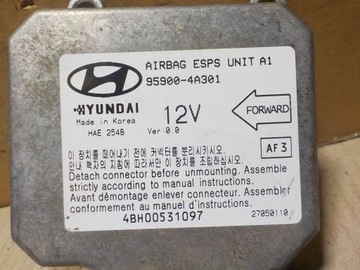 AIRBAG ESPS UNIT A1
95900-4A301
HYUNDAI
Made in Korea
HAE 254B
12V
Ver 0.0
FORWARD
이 장치를 떼어내기 전에 커넥터를 분리하시오.
안내 책자의 지침에 따라서만 이 장치를 조립하십시오.
AF3
Detach connector before unmounting. Assemble
strictly according to manual instructions.
Avant démontage enlever connecteur. Assembler
conformement au manuel d'instructions!
4BH00531097
27050110